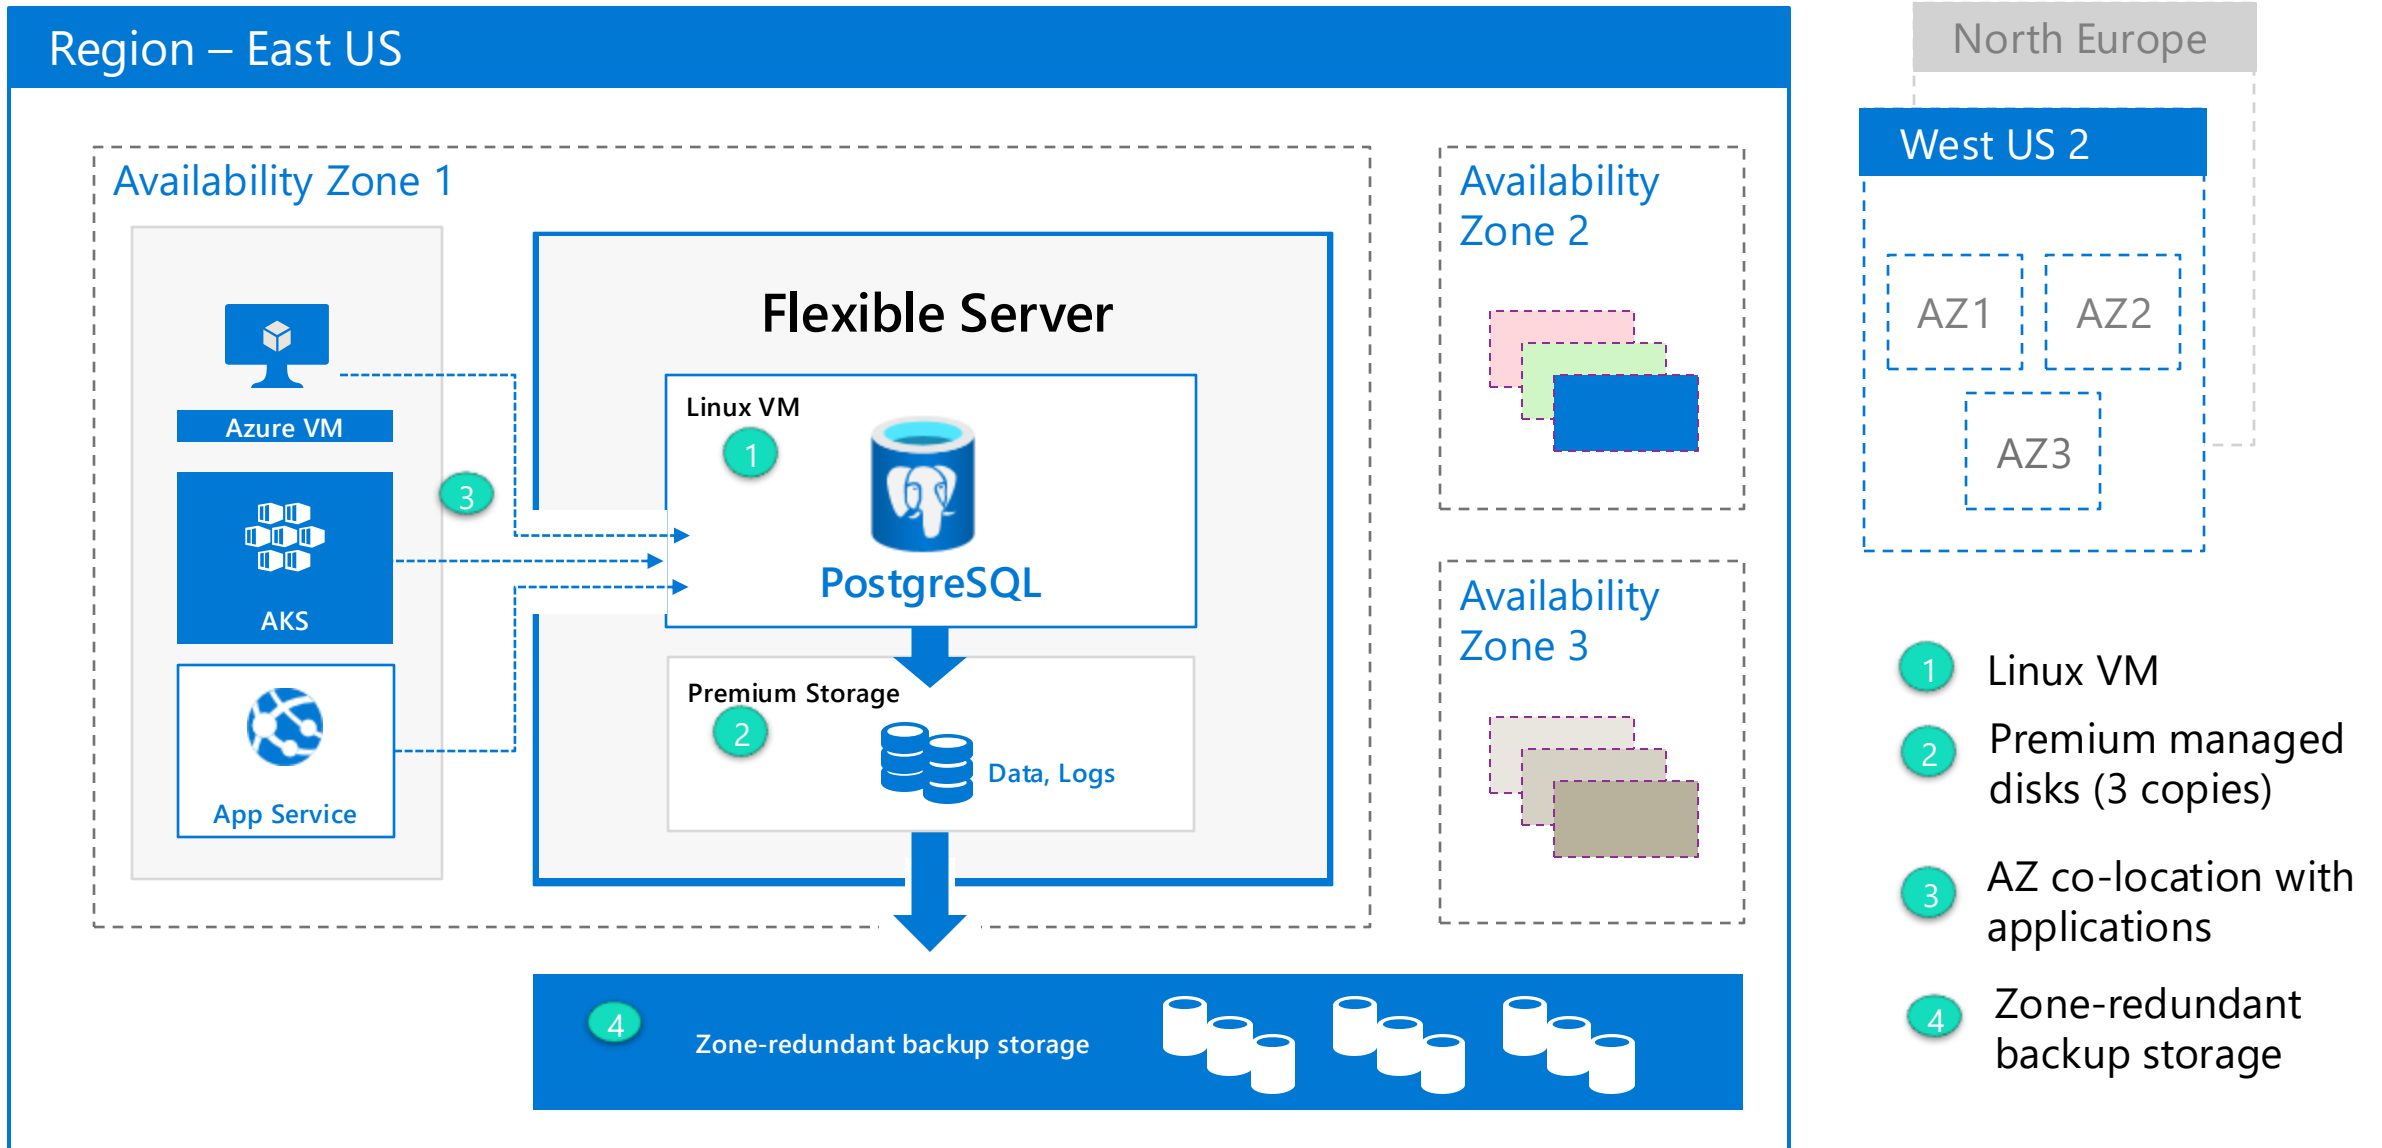 Region – East US
Availability Zone 1
Azure VM
AKS
App Service
3
Flexible Server
Linux VM
1
PostgreSQL
Premium Storage
2
Data, Logs
4
Zone-redundant backup storage
Availability
Zone 2
Availability
Zone 3
North Europe
West US 2
AZ1
AZ2
AZ3
1
Linux VM
2
Premium managed
disks (3 copies)
3
AZ co-location with
applications
4
Zone-redundant
backup storage